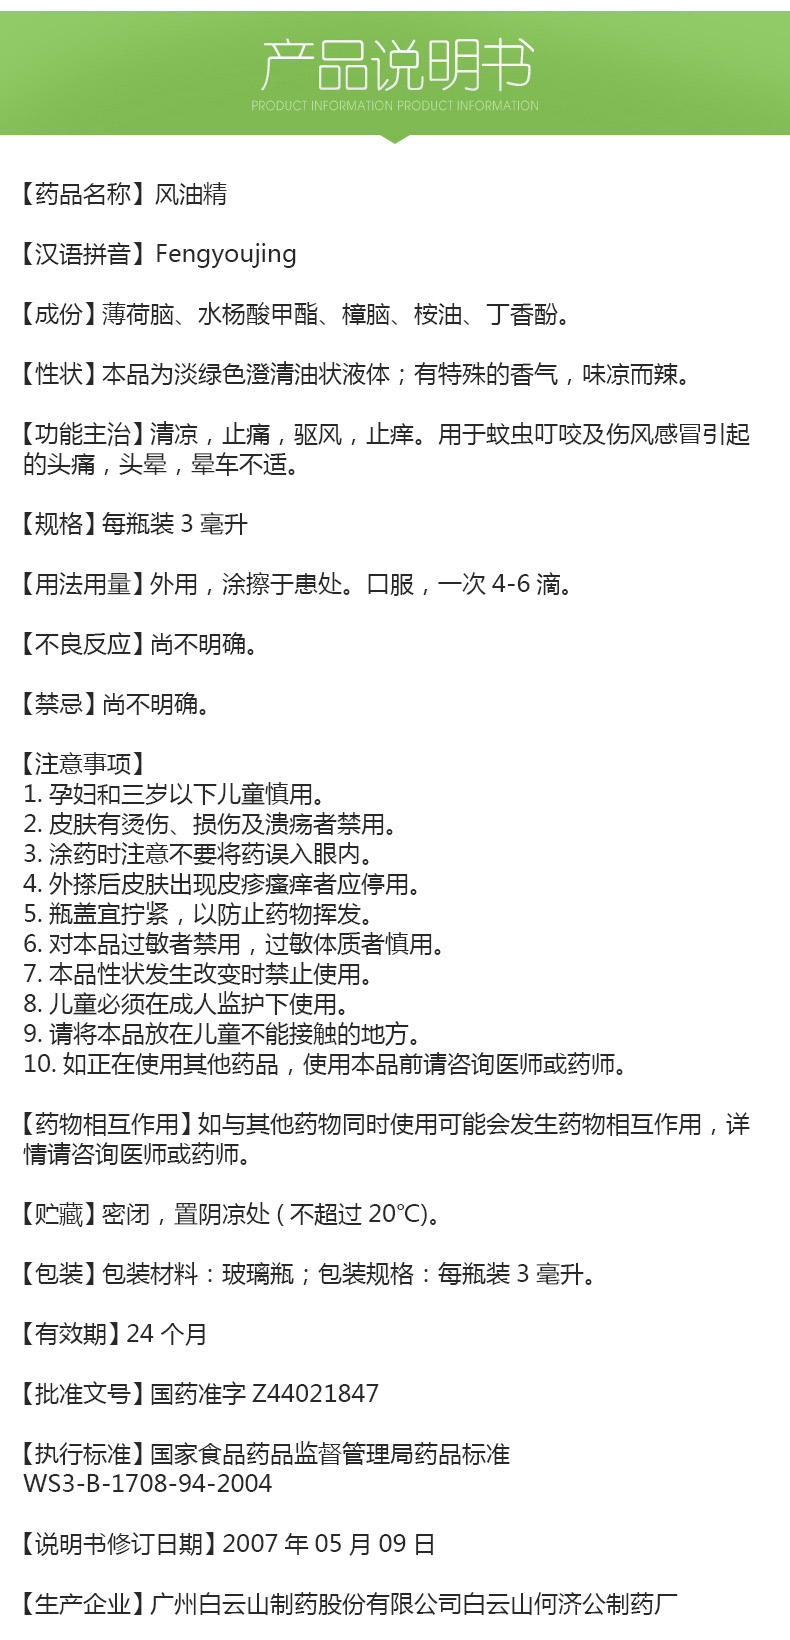 产品说明书
PRODUCT INFORMATION PRODUCT INFORMATION
【药品名称】风油精
【汉语拼音】Fengyoujing
【成份】薄荷脑、水杨酸甲酯、樟脑、桉油、丁香酚。
【性状】本品为淡绿色澄清油状液体；有特殊的香气，味凉而辣。
【功能主治】清凉，止痛，驱风，止痒。用于蚊虫叮咬及伤风感冒引起
的头痛，头晕，晕车不适。
【规格】每瓶装 3 毫升
【用法用量】外用，涂擦于患处。口服，一次 4-6 滴。
【不良反应】尚不明确。
【禁忌】尚不明确。
【注意事项】
1. 孕妇和三岁以下儿童慎用。
2. 皮肤有烫伤、损伤及溃疡者禁用。
3. 涂药时注意不要将药误入眼内。
4. 外搽后皮肤出现皮疹瘙痒者应停用。
5. 瓶盖宜拧紧，以防止药物挥发。
6. 对本品过敏者禁用，过敏体质者慎用。
7. 本品性状发生改变时禁止使用。
8. 儿童必须在成人监护下使用。
9. 请将本品放在儿童不能接触的地方。
10. 如正在使用其他药品，使用本品前请咨询医师或药师。
【药物相互作用】如与其他药物同时使用可能会发生药物相互作用，详
情请咨询医师或药师。
【贮藏】密闭，置阴凉处 ( 不超过 20℃)。
【包装】包装材料：玻璃瓶；包装规格：每瓶装 3 毫升。
【有效期】24 个月
【批准文号】国药准字 Z44021847
【执行标准】国家食品药品监督管理局药品标准
WS3-B-1708-94-2004
【说明书修订日期】2007 年 05 月 09 日
【生产企业】广州白云山制药股份有限公司白云山何济公制药厂